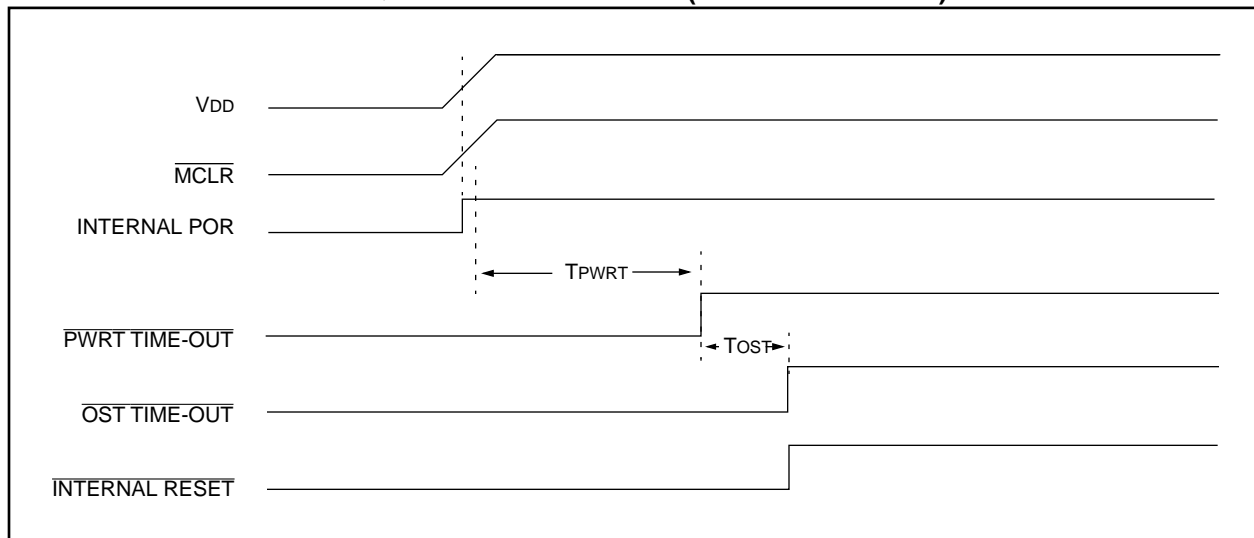 VDD
MCLR
INTERNAL POR
TPWRT
PWRT TIME-OUT
TOST
OST TIME-OUT
INTERNAL RESET